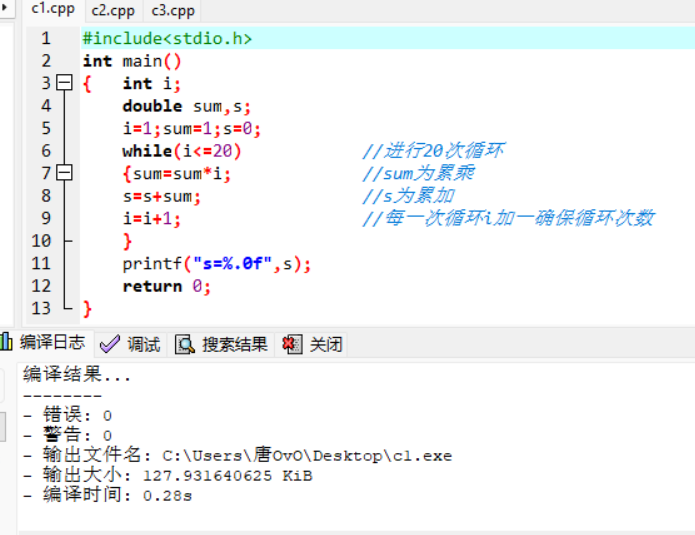 c1.cpp c2.cpp c3.cpp
1 #include<stdio.h>
2 int main()
3 { int i;
4 double sum,s;
5 i=1;sum=1;s=0;
6 while(i<=20) //进行20次循环
7 {sum=sum*i; //sum为累乘
8 s=s+sum; //s为累加
9 i=i+1; //每一次循环i加一确保循环次数
10 }
11 printf("s=%.0f",s);
12 return 0;
13 }
编译日志 调试 搜索结果 关闭
编译结果...
--------
- 错误: 0
- 警告: 0
- 输出文件名: C:\Users\唐OvO\Desktop\c1.exe
- 输出大小: 127.931640625 KiB
- 编译时间: 0.28s